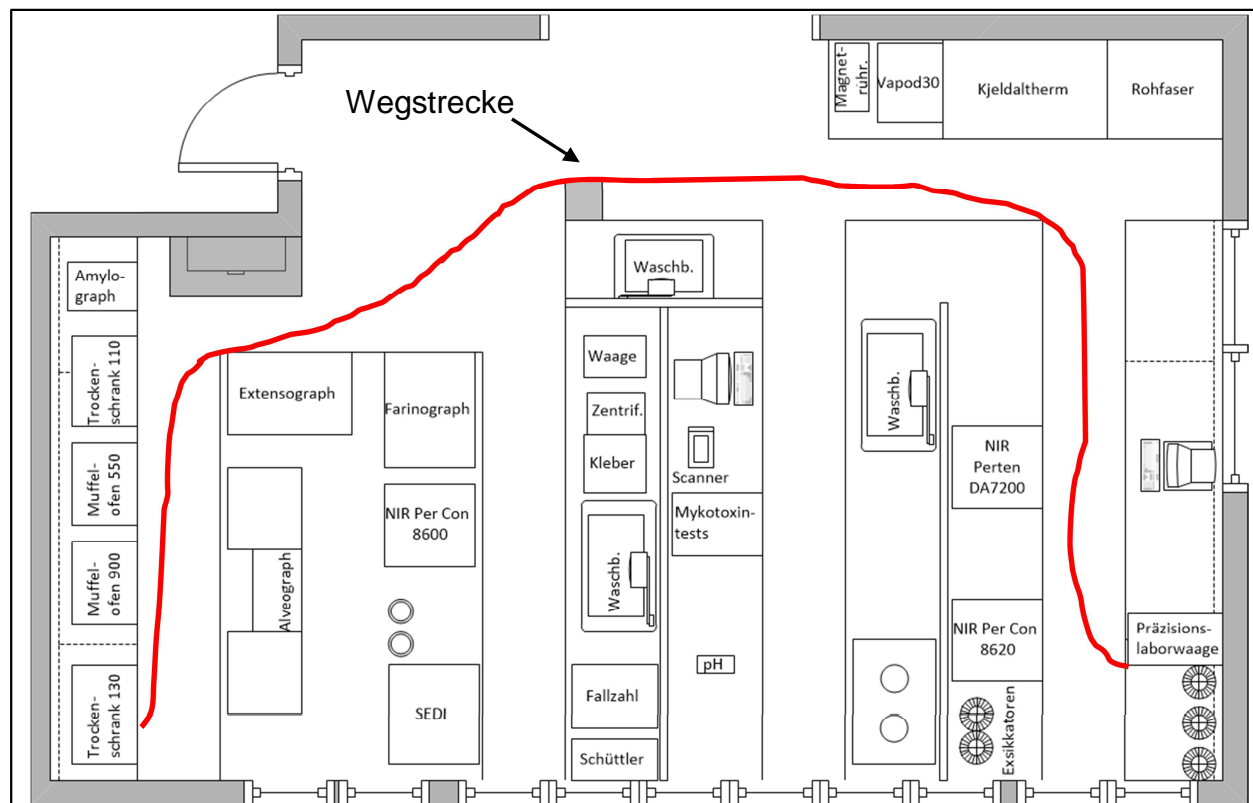 Wegstrecke
Magnet-
rühr.
Vapod30
Kjeldaltherm
Rohfaser
Amylo-
graph
Trocken-
schrank 110
Muffel-
ofen 550
Muffel-
ofen 900
Trocken-
schrank 130
Extensograph
Alveograph
Farinograph
NIR Per Con
8600
SEDI
Waschb.
Waage
Zentrif.
Kleber
Waschb.
Fallzahl
Schüttler
Scanner
Mykotoxin-
tests
pH
Waschb.
NIR
Perten
DA7200
NIR Per Con
8620
Exsikkatoren
Präzisions-
laborwaage